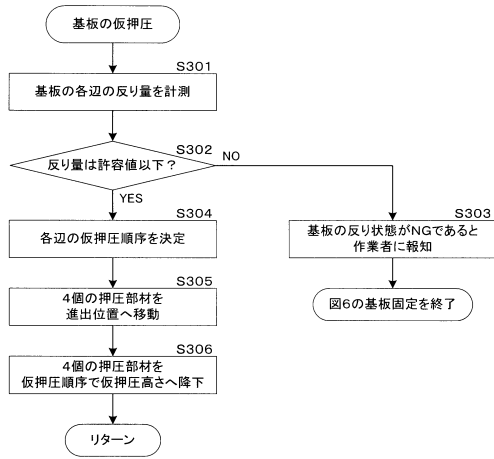 基板の仮押圧
S301
基板の各辺の反り量を計測
S302
反り量は許容値以下？
NO
YES
S304
各辺の仮押圧順序を決定
S303
基板の反り状態がNGであると
作業者に報知
S305
4個の押圧部材を
進出位置へ移動
図6の基板固定を終了
S306
4個の押圧部材を
仮押圧順序で仮押圧高さへ降下
リターン